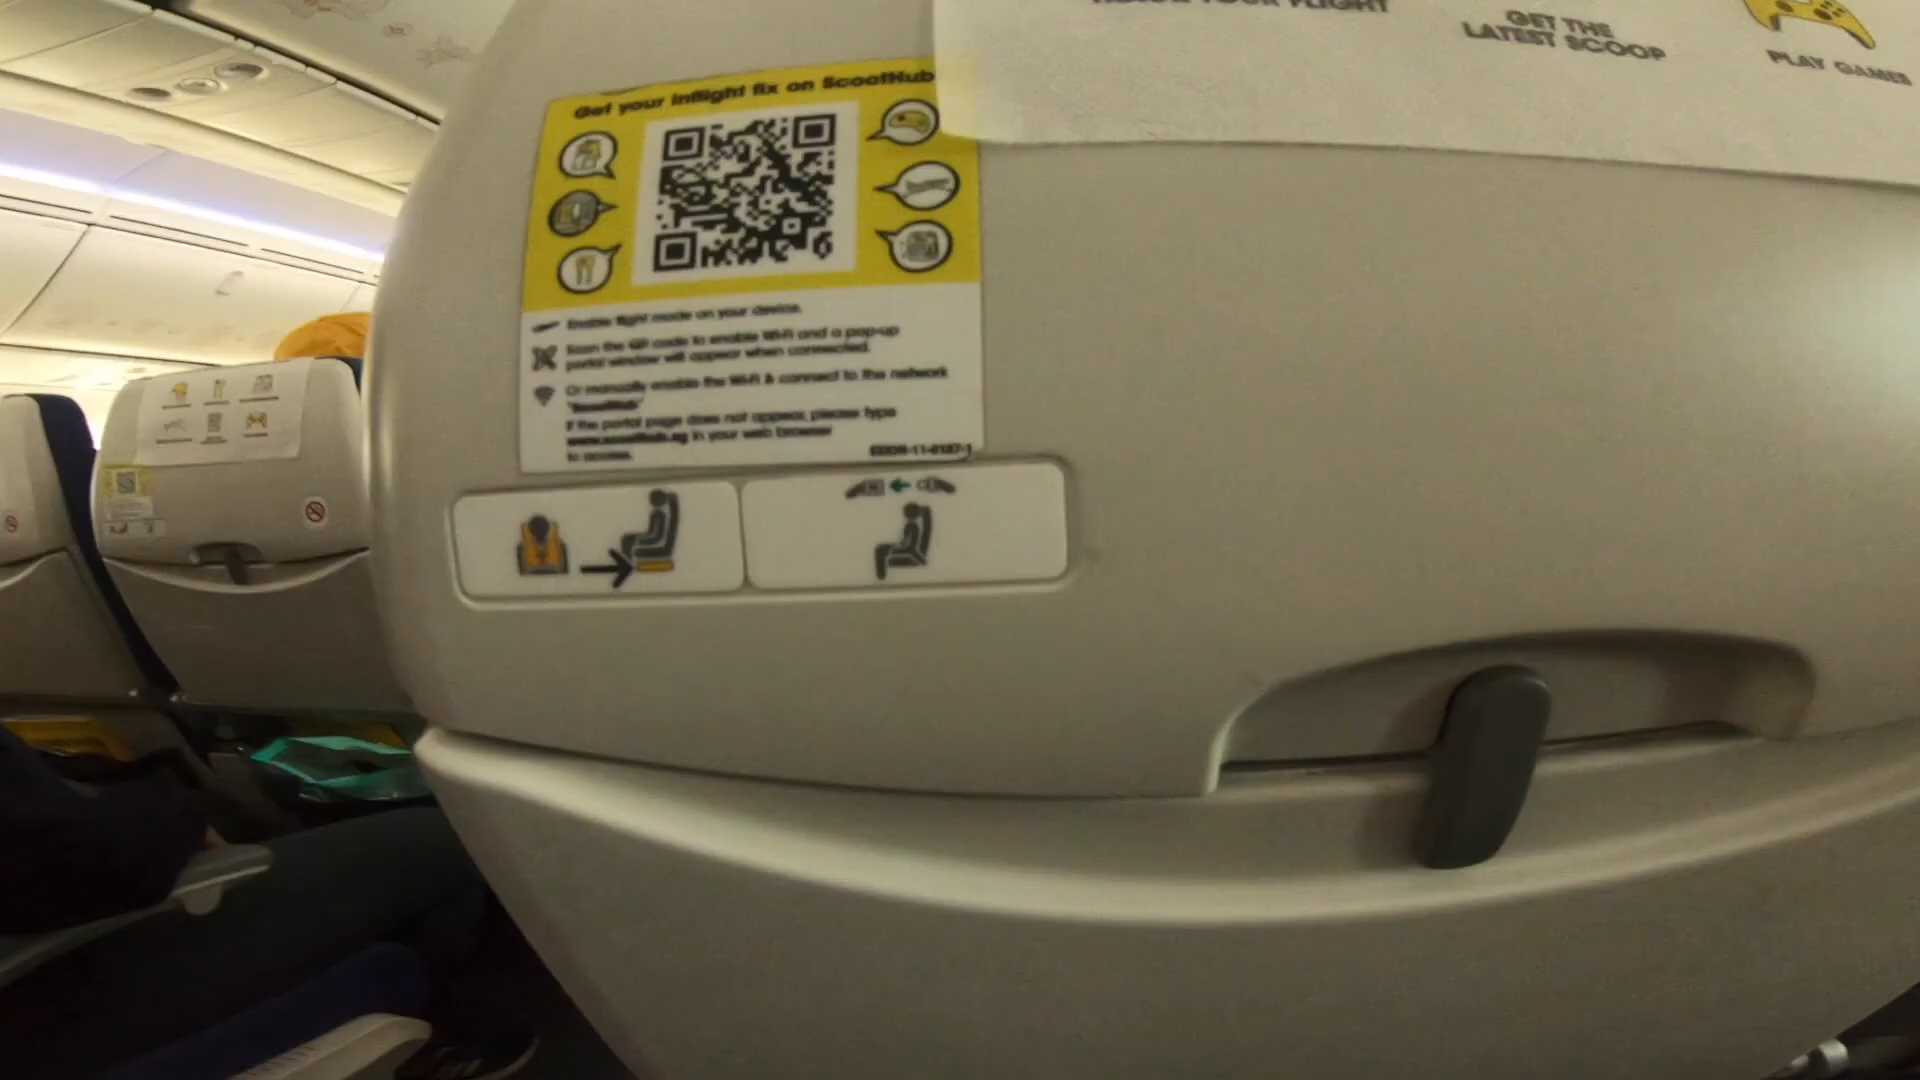 YOUR FLIGHT
GET THE
LATEST SCOOP
PLAY GAMES
Get your inflight fix on ScootHub
Enable flight mode on your device.
Scan the QR code to enable Wi-Fi and a pop-up
portal window will appear when connected.
Or manually enable the Wi-Fi & connect to the network
'ScootHub'
If the portal page does not appear, please type
www.scoothub.sg in your web browser
to access.